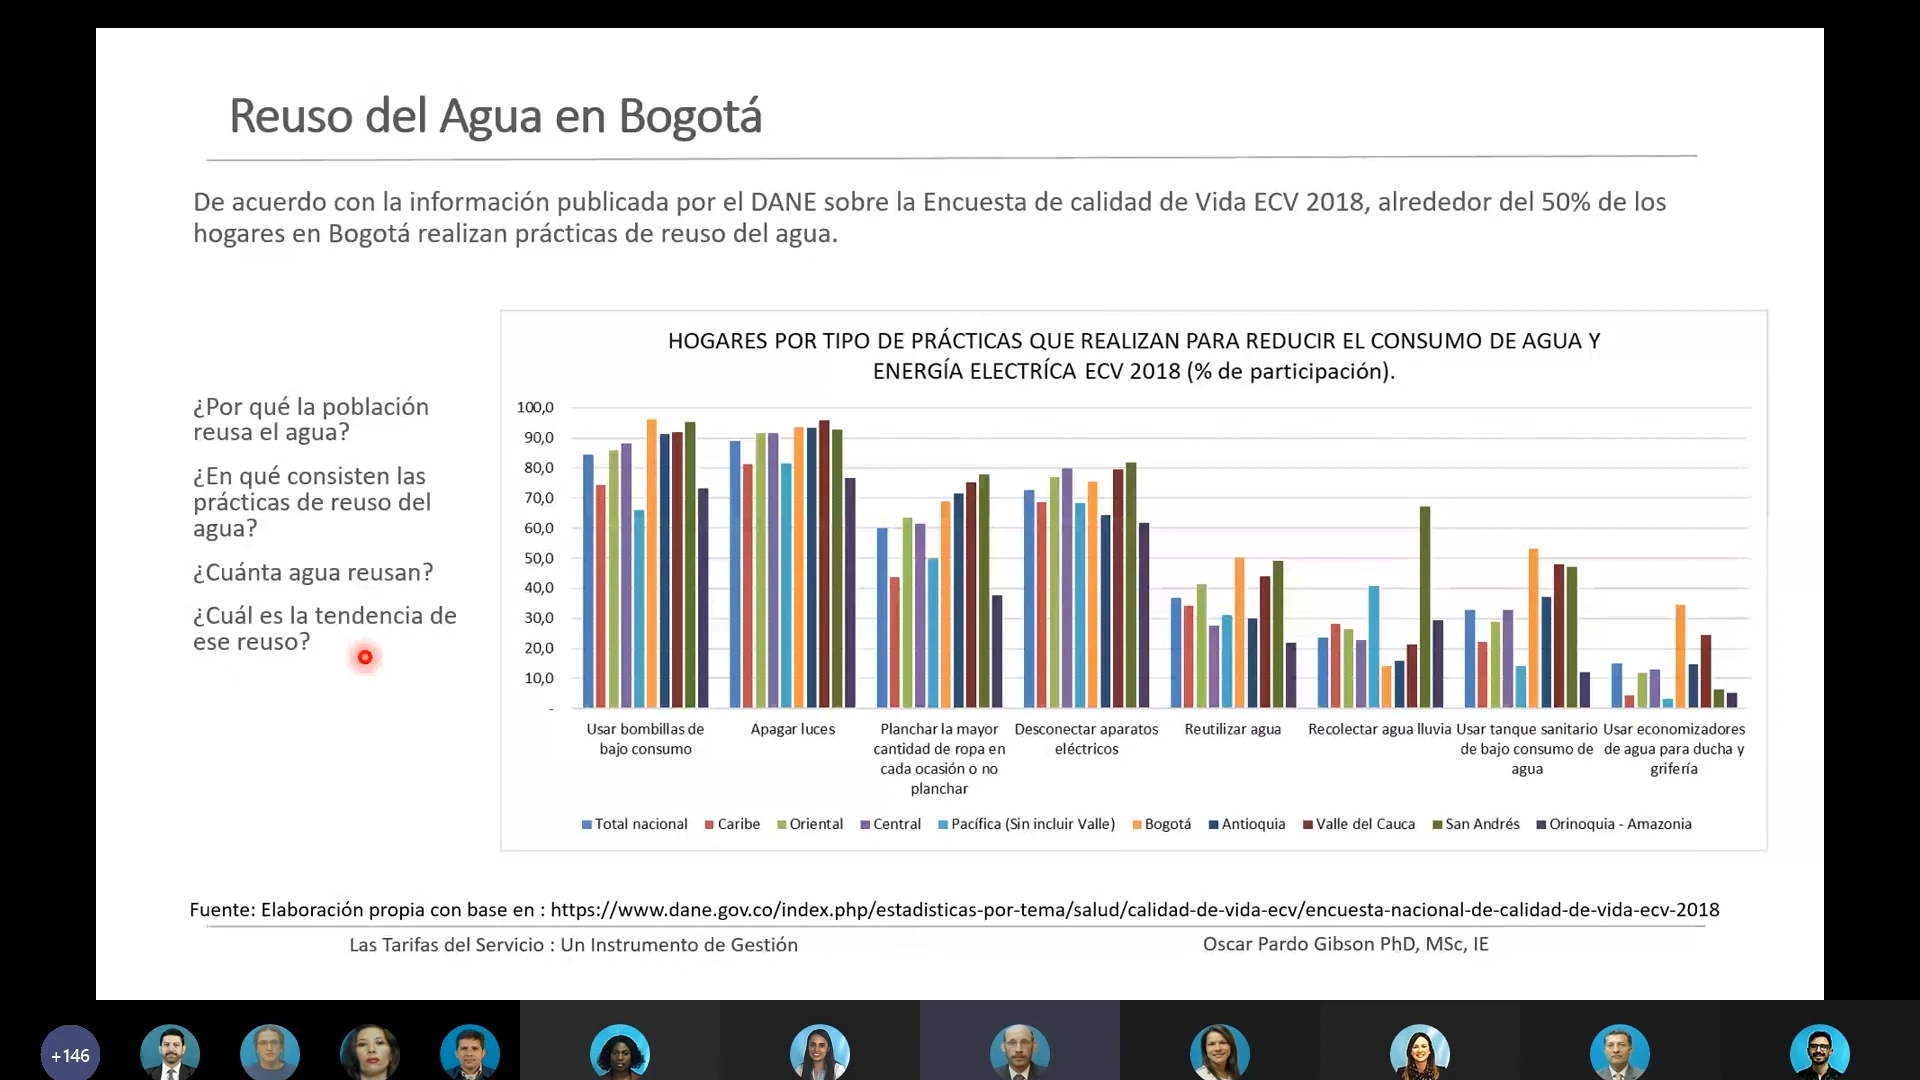 Reuso del Agua en Bogotá
De acuerdo con la información publicada por el DANE sobre la Encuesta de calidad de Vida ECV 2018, alrededor del 50% de los
hogares en Bogotá realizan prácticas de reuso del agua.
¿Por qué la población
reusa el agua?
¿En qué consisten las
prácticas de reuso del
agua?
¿Cuánta agua reusan?
¿Cuál es la tendencia de
ese reuso?
HOGARES POR TIPO DE PRÁCTICAS QUE REALIZAN PARA REDUCIR EL CONSUMO DE AGUA Y
ENERGÍA ELECTRÍCA ECV 2018 (% de participación).
100,0
90,0
80,0
70,0
60,0
50,0
40,0
30,0
20,0
10,0
-
Usar bombillas de
bajo consumo
Apagar luces
Planchar la mayor
cantidad de ropa en
cada ocasión o no
planchar
Desconectar aparatos
eléctricos
Reutilizar agua
Recolectar agua lluvia
Usar tanque sanitario
de bajo consumo de
agua
Usar economizadores
de agua para ducha y
grifería
Total nacional Caribe Oriental Central Pacífica (Sin incluir Valle) Bogotá Antioquia Valle del Cauca San Andrés Orinoquia - Amazonia
Fuente: Elaboración propia con base en : https://www.dane.gov.co/index.php/estadisticas-por-tema/salud/calidad-de-vida-ecv/encuesta-nacional-de-calidad-de-vida-ecv-2018
Las Tarifas del Servicio : Un Instrumento de Gestión
Oscar Pardo Gibson PhD, MSc, IE
+146